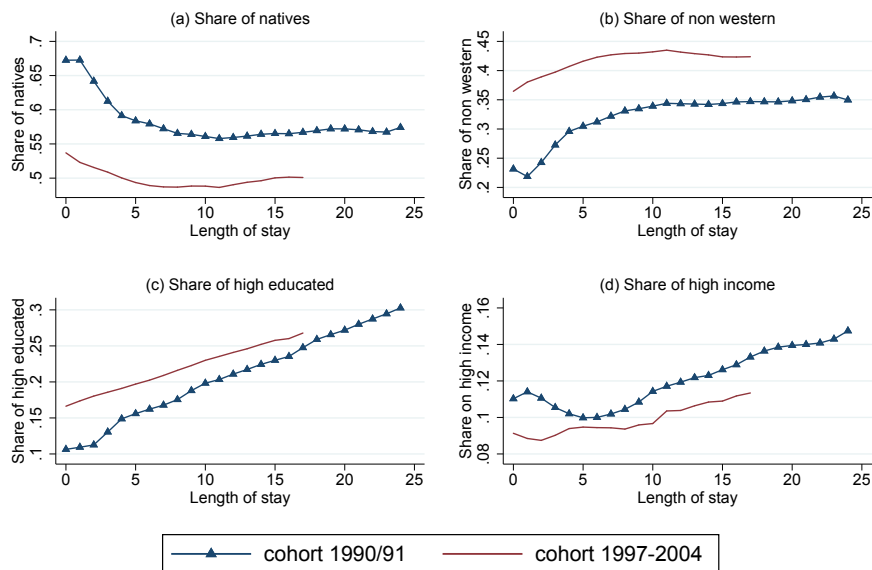 (a) Share of natives
(b) Share of non western
Share of natives
.5 .55 .6 .65 .7
0 5 10 15 20 25
Length of stay
Share of non western
.2 .25 .3 .35 .4 .45
0 5 10 15 20 25
Length of stay
(c) Share of high educated
(d) Share of high income
Share of high educated
.1 .15 .2 .25 .3
0 5 10 15 20 25
Length of stay
Share on high income
.08 .1 .12 .14 .16
0 5 10 15 20 25
Length of stay
cohort 1990/91
cohort 1997-2004